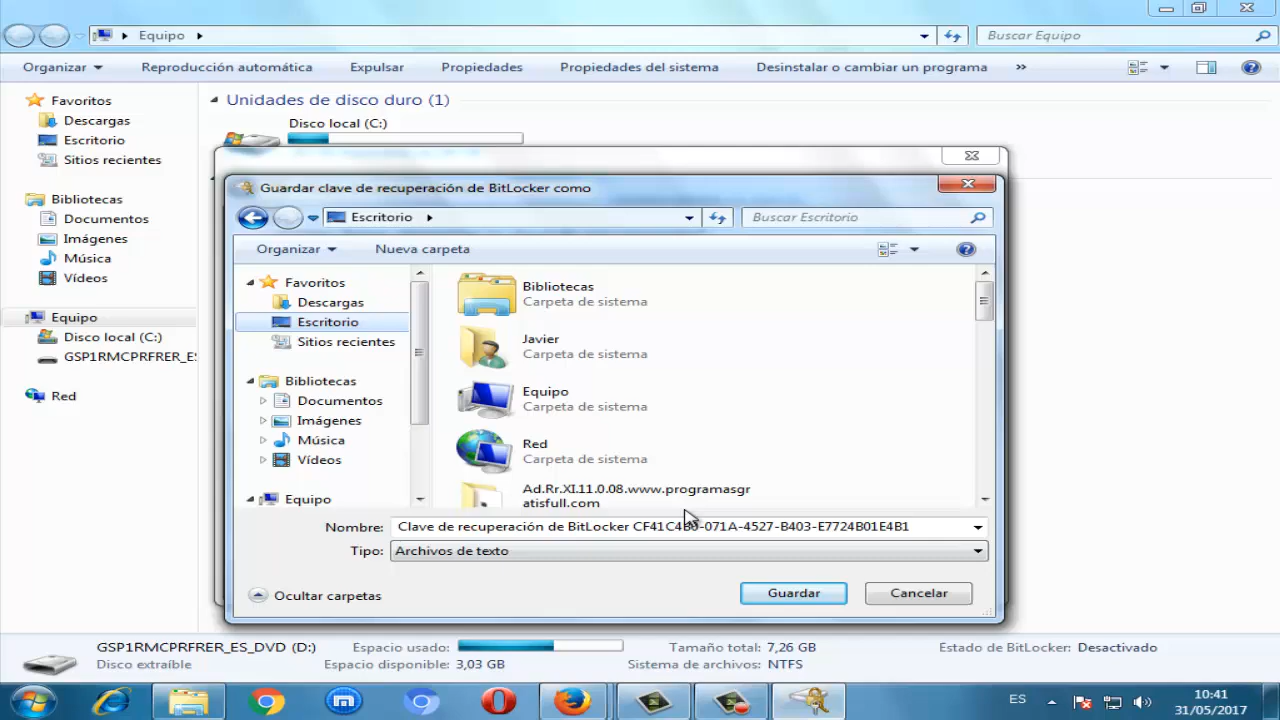 Equipo
Buscar Equipo
Organizar
Reproducción automática
Expulsar
Propiedades
Propiedades del sistema
Desinstalar o cambiar un programa
»
Favoritos
Descargas
Escritorio
Sitios recientes
Bibliotecas
Documentos
Imágenes
Música
Vídeos
Equipo
Disco local (C:)
GSP1RMCPRFRER_ES
Red
Unidades de disco duro (1)
Disco local (C:)
Guardar clave de recuperación de BitLocker como
Escritorio
Buscar Escritorio
Organizar
Nueva carpeta
Favoritos
Descargas
Escritorio
Sitios recientes
Bibliotecas
Documentos
Imágenes
Música
Vídeos
Equipo
Bibliotecas
Carpeta de sistema
Javier
Carpeta de sistema
Equipo
Carpeta de sistema
Red
Carpeta de sistema
Ad.Rr.XI.11.0.08.www.programasgr
atisfull.com
Nombre:
Clave de recuperación de BitLocker
Tipo:
Archivos de texto
Ocultar carpetas
Guardar
Cancelar
GSP1RMCPRFRER_ES_DVD (D:)
Disco extraíble
Espacio usado:
Espacio disponible: 3,03 GB
Tamaño total: 7,26 GB
Sistema de archivos: NTFS
Estado de BitLocker: Desactivado
ES
10:41
31/05/2017